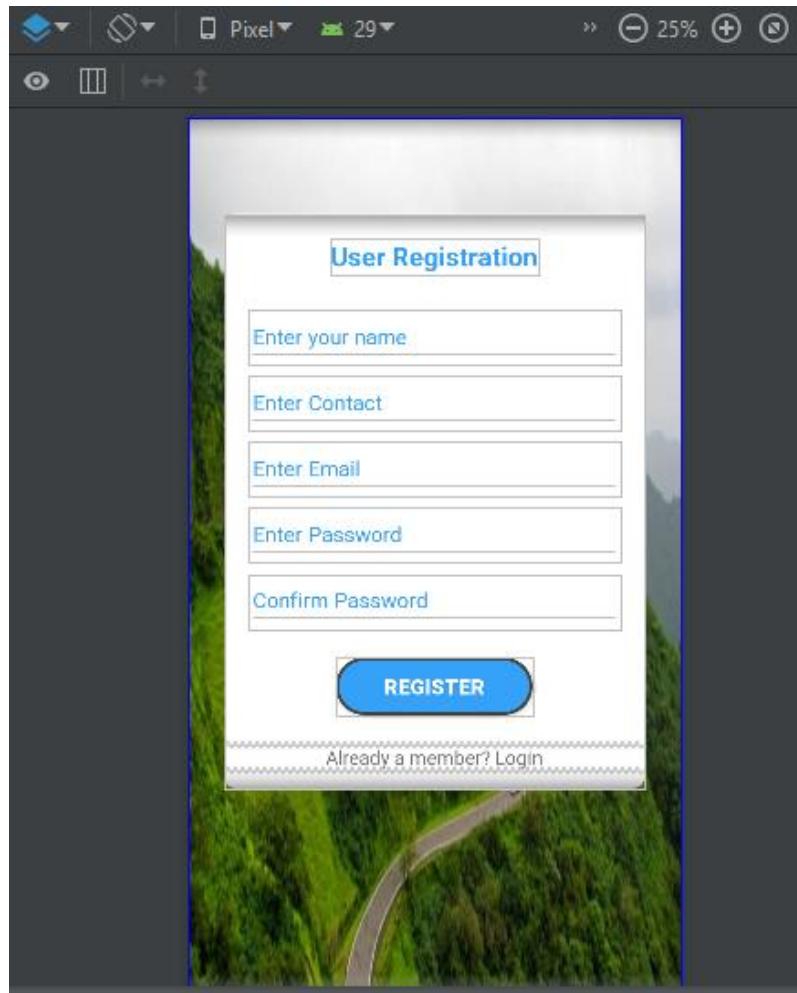 Pixel 29 25%
User Registration
Enter your name
Enter Contact
Enter Email
Enter Password
Confirm Password
REGISTER
Already a member? Login